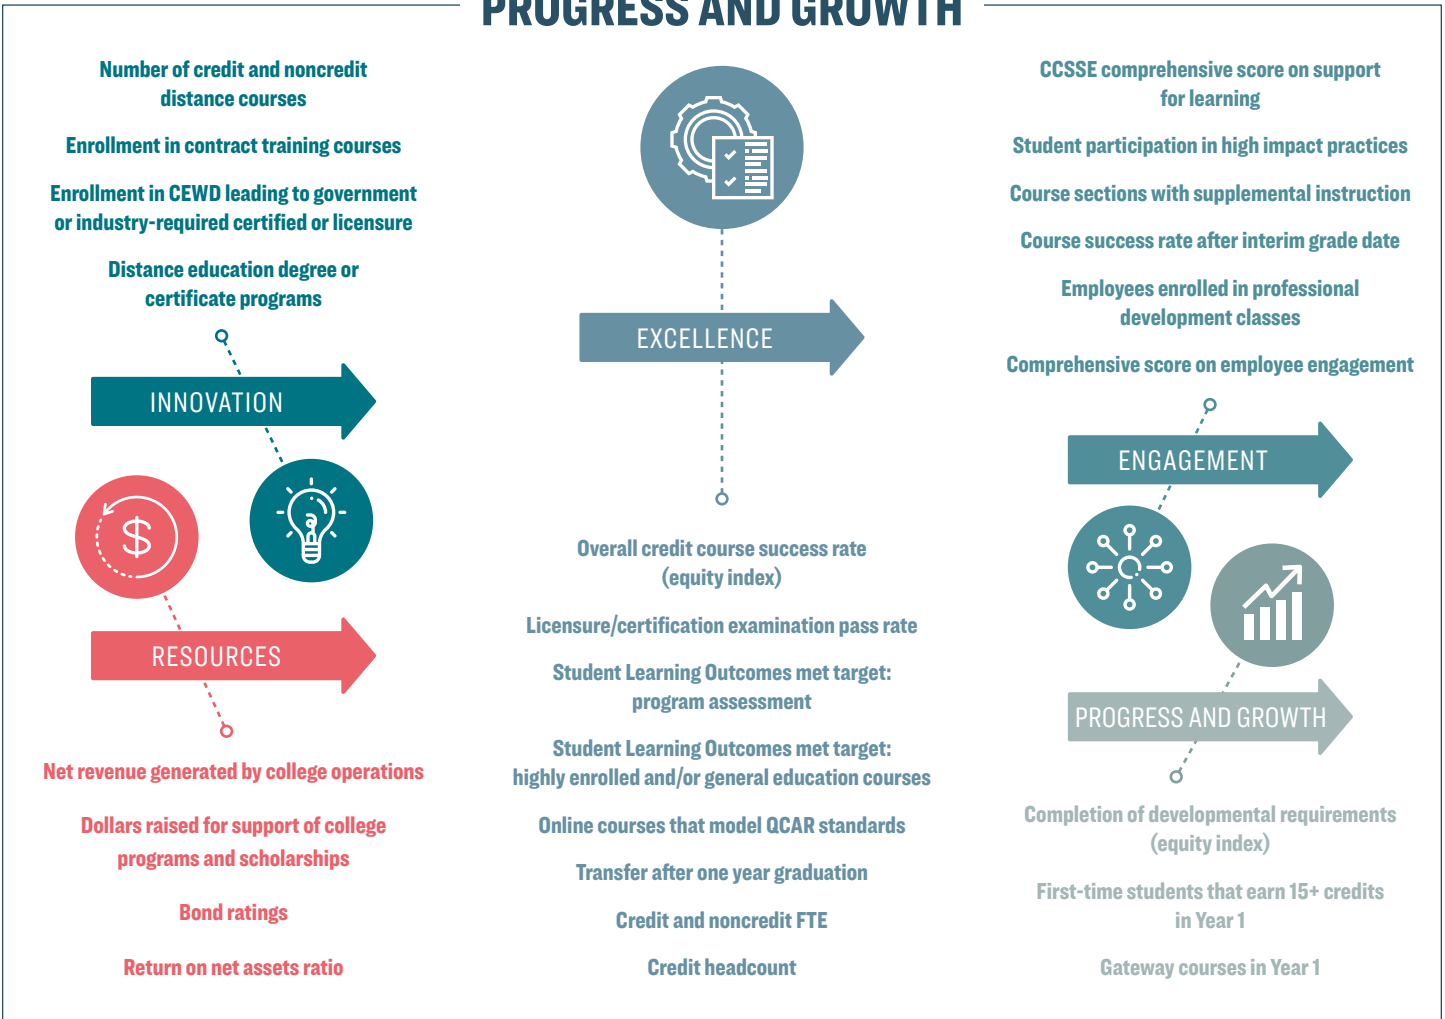 PROGRESS AND GROWTH
Number of credit and noncredit
distance courses
Enrollment in contract training courses
Enrollment in CEWD leading to government
or industry-required certified or licensure
Distance education degree or
certificate programs
INNOVATION
$
RESOURCES
Net revenue generated by college operations
Dollars raised for support of college
programs and scholarships
Bond ratings
Return on net assets ratio
EXCELLENCE
Overall credit course success rate
(equity index)
Licensure/certification examination pass rate
Student Learning Outcomes met target:
program assessment
Student Learning Outcomes met target:
highly enrolled and/or general education courses
Online courses that model QCAR standards
Transfer after one year graduation
Credit and noncredit FTE
Credit headcount
CCSSE comprehensive score on support
for learning
Student participation in high impact practices
Course sections with supplemental instruction
Course success rate after interim grade date
Employees enrolled in professional
development classes
Comprehensive score on employee engagement
ENGAGEMENT
PROGRESS AND GROWTH
Completion of developmental requirements
(equity index)
First-time students that earn 15+ credits
in Year 1
Gateway courses in Year 1